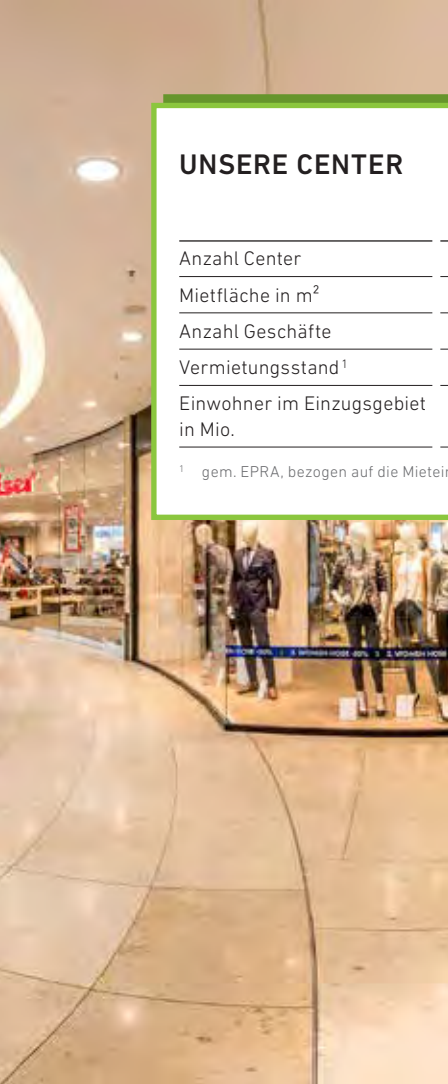 UNSERE CENTER
Anzahl Center
Mietfläche in m²
Anzahl Geschäfte
Vermietungsstand¹
Einwohner im Einzugsgebiet
in Mio.
¹ gem. EPRA, bezogen auf die Mietein